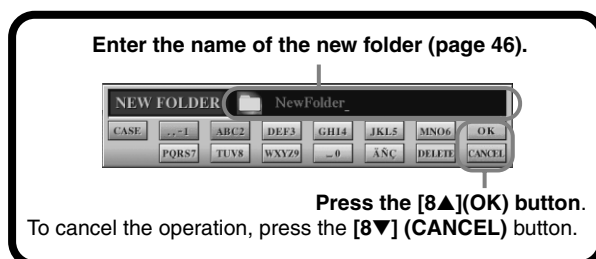 Enter the name of the new folder (page 46).
NEW FOLDER NewFolder_
CASE .,-1 ABC2 DEF3 GHI4 JKL5 MNO6 OK
PQRS7 TUV8 WXYZ9 _0 ÄÑÇ DELETE CANCEL
Press the [8▲](OK) button.
To cancel the operation, press the [8▼] (CANCEL) button.